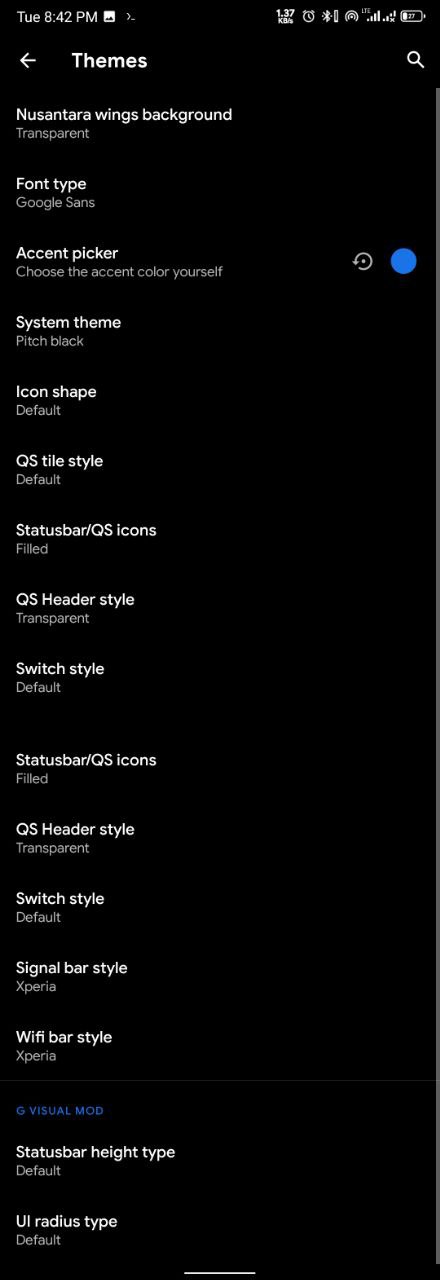 Tue 8:42 PM
1.37
KB/s
LTE
27
Themes
Nusantara wings background
Transparent
Font type
Google Sans
Accent picker
Choose the accent color yourself
System theme
Pitch black
Icon shape
Default
QS tile style
Default
Statusbar/QS icons
Filled
QS Header style
Transparent
Switch style
Default
Statusbar/QS icons
Filled
QS Header style
Transparent
Switch style
Default
Signal bar style
Xperia
Wifi bar style
Xperia
G VISUAL MOD
Statusbar height type
Default
UI radius type
Default